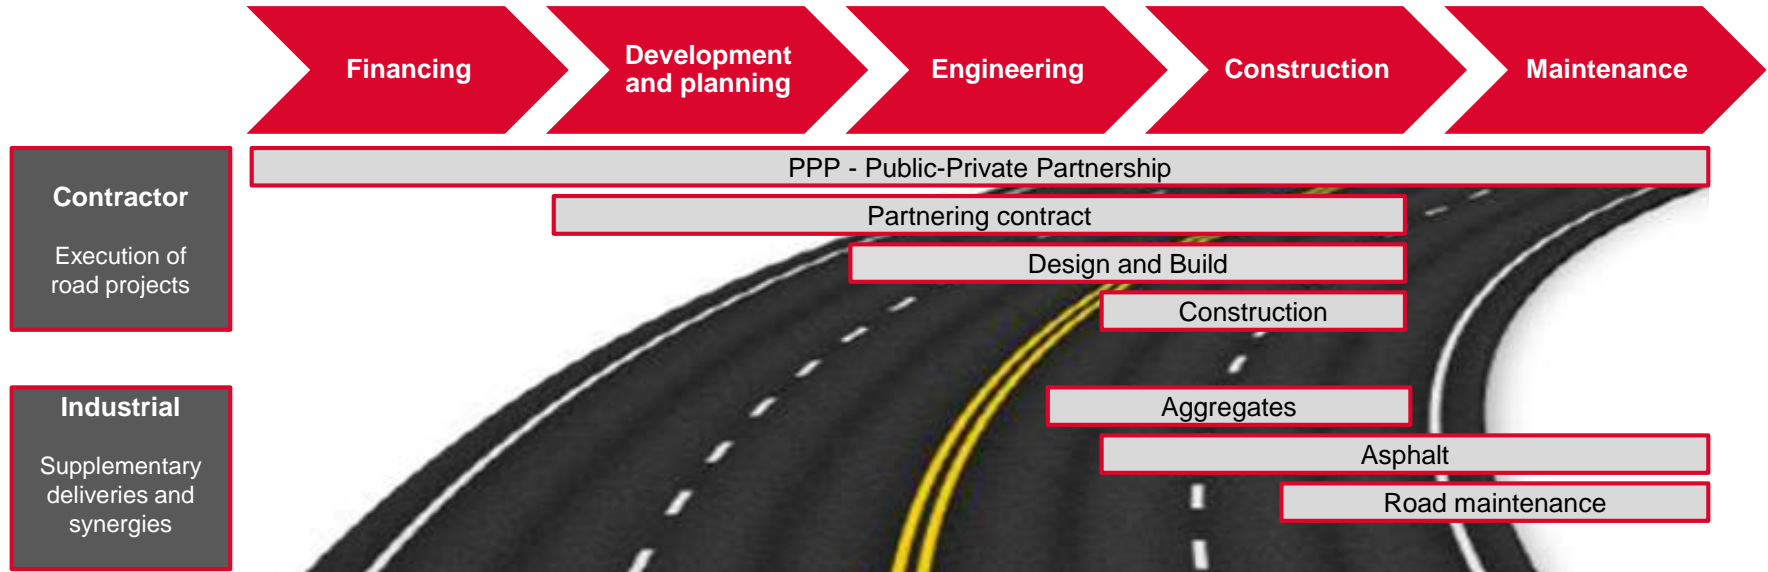 Financing
Development
and planning
Engineering
Construction
Maintenance
Contractor
Execution of
road projects
PPP - Public-Private Partnership
Partnering contract
Design and Build
Construction
Industrial
Supplementary
deliveries and
synergies
Aggregates
Asphalt
Road maintenance